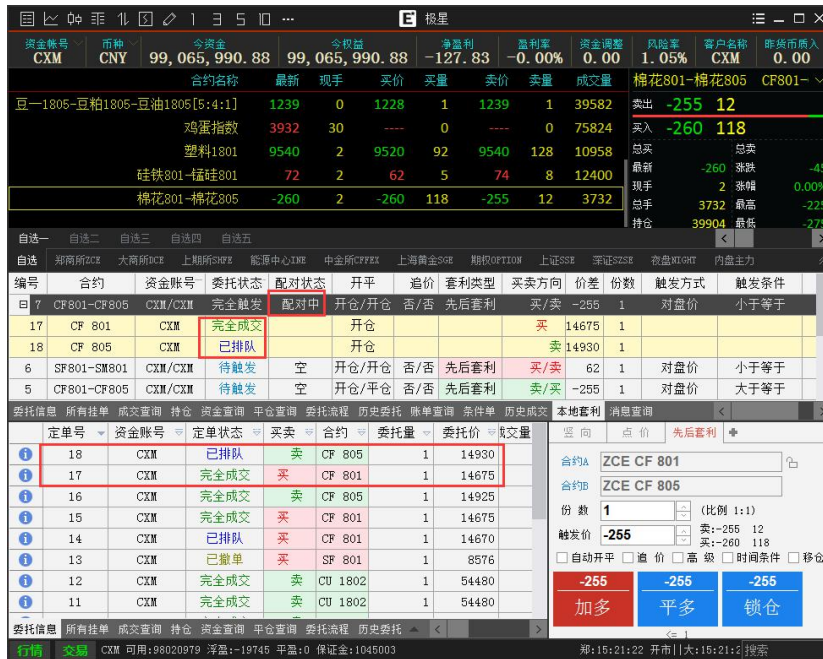 1 3 5 10 ... E 极星
资金帐号 币种 今资金 今权益 净盈利 盈利率 资金调整 风险率 客户名称 昨货币质入
CXM CNY 99,065,990.88 99,065,990.88 -127.83 -0.00% 0.00 1.05% CXM 0.00
合约名称 最新 现手 买价 买量 卖价 卖量 成交量
豆一1805-豆粕1805-豆油1805[5:4:1] 1239 0 1228 1 1239 1 39582
鸡蛋指数 3932 30 ---- 0 ---- 0 75824
塑料1801 9540 2 9520 92 9540 128 10958
硅铁801-锰硅801 72 2 62 5 74 8 12400
棉花801-棉花805 -260 2 -260 118 -255 12 3732
棉花801-棉花805 CF801-
卖出 -255 12
买入 -260 118
总买 总卖
最新 -260 涨跌 -45
现手 2 涨幅 0.00%
总手 3732 最高 -225
持仓 39904 最低 -275
自选一 自选二 自选三 自选四 自选五
自选 郑商所ZCE 大商所DCE 上期所SHFE 能源中心INE 中金所CFFEX 上海黄金SGE 期权OPTION 上证SSE 深证SZSE 夜盘NIGHT 内盘主力
编号 合约 资金账号 委托状态 配对状态 开平 追价 套利类型 买卖方向 价差 份数 触发方式 触发条件
7 CF801-CF805 CXM/CXM 完全触发 配对中 开仓/开仓 否/否 先后套利 买/卖 -255 1 对盘价 小于等于
17 CF 801 CXM 完全成交 开仓 买 14675 1
18 CF 805 CXM 已排队 开仓 卖 14930 1
6 SF801-SM801 CXM/CXM 待触发 空 开仓/开仓 否/否 先后套利 买/卖 62 1 对盘价 小于等于
5 CF801-CF805 CXM/CXM 待触发 空 开仓/平仓 否/否 先后套利 卖/买 -255 1 对盘价 大于等于
委托信息 所有挂单 成交查询 持仓 资金查询 平仓查询 委托流程 历史委托 账单查询 条件单 历史成交 本地套利 消息查询
定单号 资金账号 定单状态 买卖 合约 委托量 委托价 成交量
18 CXM 已排队 卖 CF 805 1 14930
17 CXM 完全成交 买 CF 801 1 14675
16 CXM 完全成交 卖 CF 805 1 14925
15 CXM 完全成交 买 CF 801 1 14675
14 CXM 已排队 买 CF 801 1 14670
13 CXM 已撤单 买 SF 801 1 8576
12 CXM 完全成交 卖 CU 1802 1 54480
11 CXM 完全成交 卖 CU 1802 1 54480
委托信息 所有挂单 成交查询 持仓 资金查询 平仓查询 委托流程 历史委托
竖向 点价 先后套利
合约A ZCE CF 801
合约B ZCE CF 805
份数 1 (比例 1:1)
触发价 -255 卖:-255 12
买:-260 118
自动开平 追价 高级 时间条件 移仓
-255 -255 -255
加多 平多 锁仓
<= 1
行情 交易 CXM 可用:98020979 浮盈:-19745 平盈:0 保证金:1045003 郑:15:21:22 开市||大:15:21:2 搜索